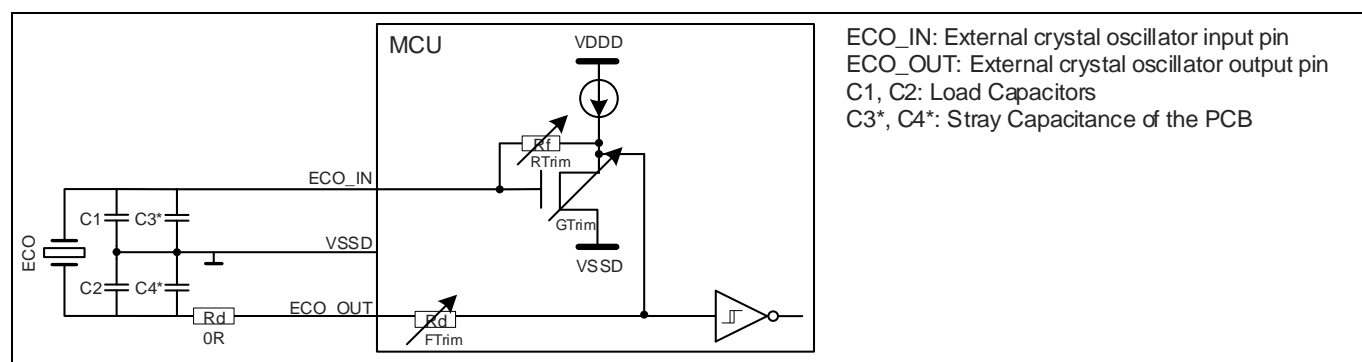 MCU
VDDD
Rf
RTrim
ECO_IN
C1
C3*
GTrim
ECO
VSSD
VSSD
C2
C4*
Rd
0R
ECO_OUT
Rd
FTrim
ECO_IN: External crystal oscillator input pin
ECO_OUT: External crystal oscillator output pin
C1, C2: Load Capacitors
C3*, C4*: Stray Capacitance of the PCB